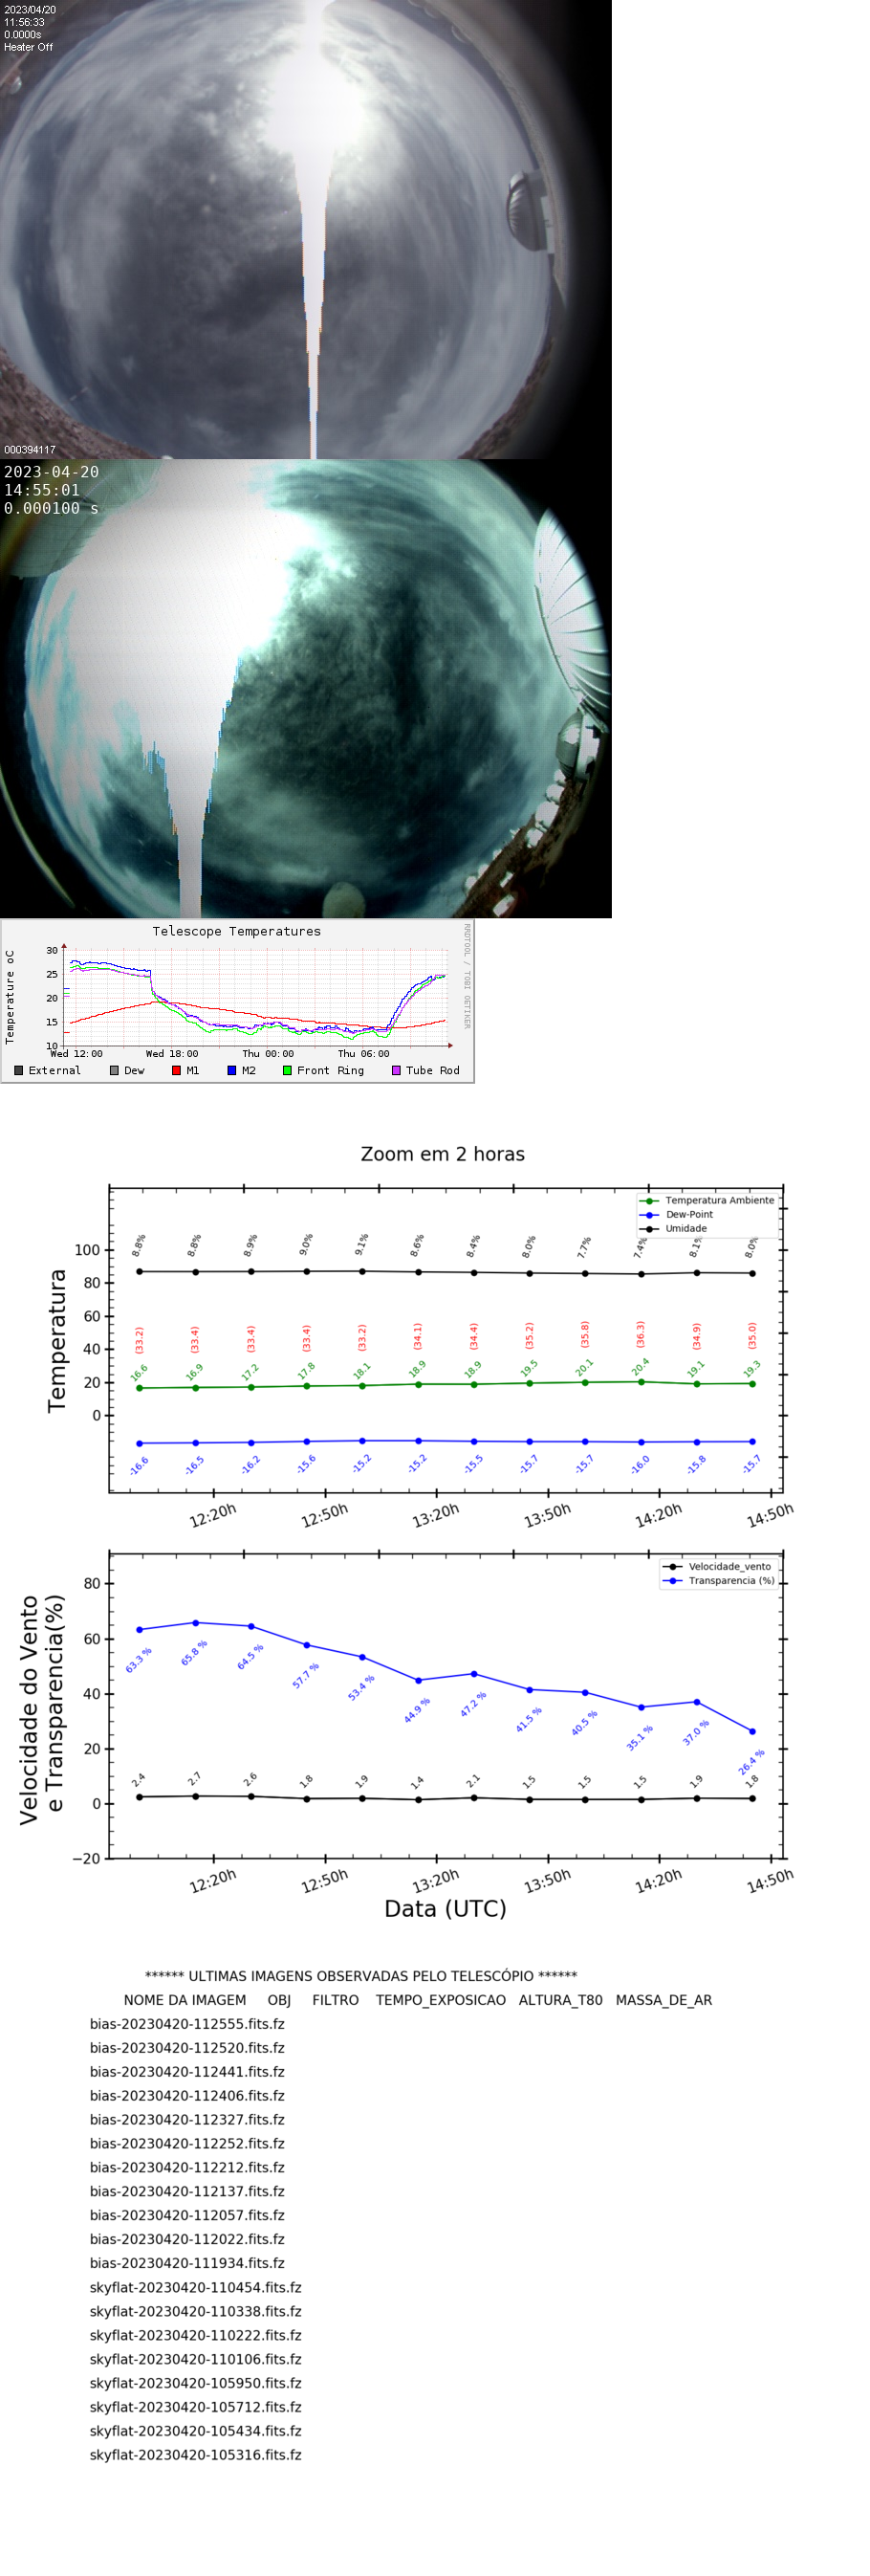 2023/04/20
11:56:33
0.0000s
Heater Off
000394117
2023-04-20
14:55:01
0.000100 s
Telescope Temperatures
RRDTOOL / TOBI OETIKER
Temperature oC
30
25
20
15
10
Wed 12:00 Wed 18:00 Thu 00:00 Thu 06:00
External Dew M1 M2 Front Ring Tube Rod
Zoom em 2 horas
Temperatura Ambiente
Dew-Point
Umidade
Temperatura
100
80
60
40
20
0
8.8% 8.8% 8.9% 9.0% 9.1% 8.6% 8.4% 8.0% 7.7% 7.4% 8.1% 8.0%
(33.2) (33.4) (33.4) (33.4) (33.2) (34.1) (34.4) (35.2) (35.8) (36.3) (34.9) (35.0)
16.6 16.9 17.2 17.8 18.1 18.9 18.9 19.5 20.1 20.4 19.1 19.3
-16.6 -16.5 -16.2 -15.6 -15.2 -15.2 -15.5 -15.7 -15.7 -16.0 -15.8 -15.7
12:20h 12:50h 13:20h 13:50h 14:20h 14:50h
Velocidade_vento
Transparencia (%)
Velocidade do Vento
e Transparencia(%)
80
60
40
20
0
−20
63.3 % 65.8 % 64.5 % 57.7 % 53.4 % 44.9 % 47.2 % 41.5 % 40.5 % 35.1 % 37.0 % 26.4 %
2.4 2.7 2.6 1.8 1.9 1.4 2.1 1.5 1.5 1.5 1.9 1.8
12:20h 12:50h 13:20h 13:50h 14:20h 14:50h
Data (UTC)
****** ULTIMAS IMAGENS OBSERVADAS PELO TELESCÓPIO ******
NOME DA IMAGEM OBJ FILTRO TEMPO_EXPOSICAO ALTURA_T80 MASSA_DE_AR
bias-20230420-112555.fits.fz
bias-20230420-112520.fits.fz
bias-20230420-112441.fits.fz
bias-20230420-112406.fits.fz
bias-20230420-112327.fits.fz
bias-20230420-112252.fits.fz
bias-20230420-112212.fits.fz
bias-20230420-112137.fits.fz
bias-20230420-112057.fits.fz
bias-20230420-112022.fits.fz
bias-20230420-111934.fits.fz
skyflat-20230420-110454.fits.fz
skyflat-20230420-110338.fits.fz
skyflat-20230420-110222.fits.fz
skyflat-20230420-110106.fits.fz
skyflat-20230420-105950.fits.fz
skyflat-20230420-105712.fits.fz
skyflat-20230420-105434.fits.fz
skyflat-20230420-105316.fits.fz